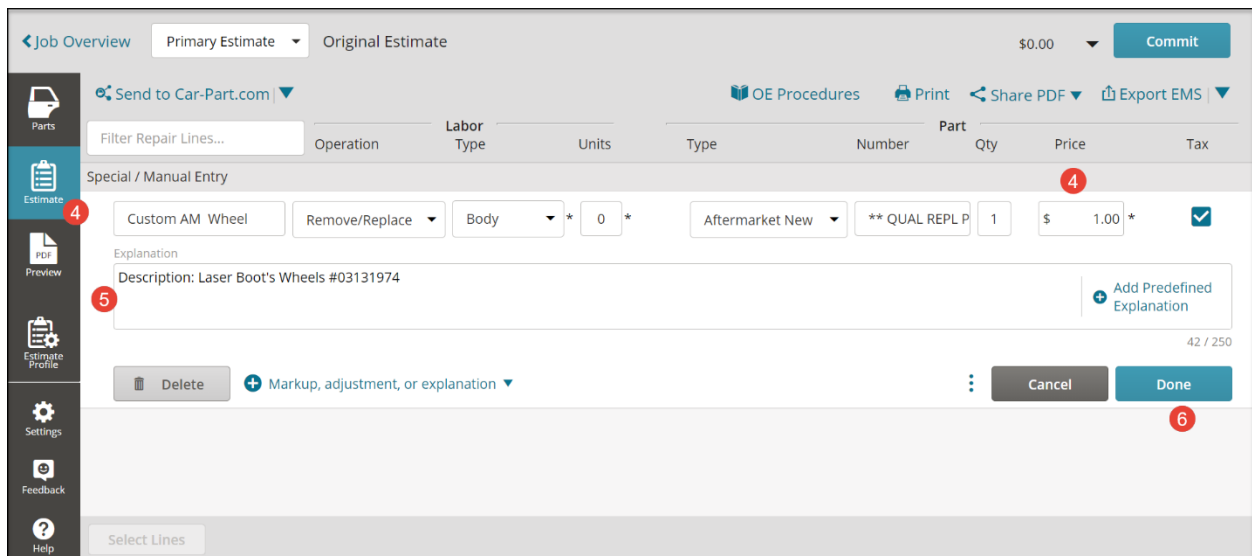 Job Overview
Primary Estimate
Original Estimate
$0.00
Commit
Parts
Send to Car-Part.com
OE Procedures
Print
Share PDF
Export EMS
Filter Repair Lines...
Labor
Part
Operation
Type
Units
Type
Number
Qty
Price
Tax
Special / Manual Entry
4
Estimate
4
Custom AM Wheel
Remove/Replace
Body
*
0
*
Aftermarket New
** QUAL REPL P
1
$ 1.00 *
PDF
Preview
Explanation
Description: Laser Boot's Wheels #03131974
5
Add Predefined
Explanation
42 / 250
Estimate
Profile
Delete
Markup, adjustment, or explanation
Cancel
Done
6
Settings
Feedback
Help
Select Lines